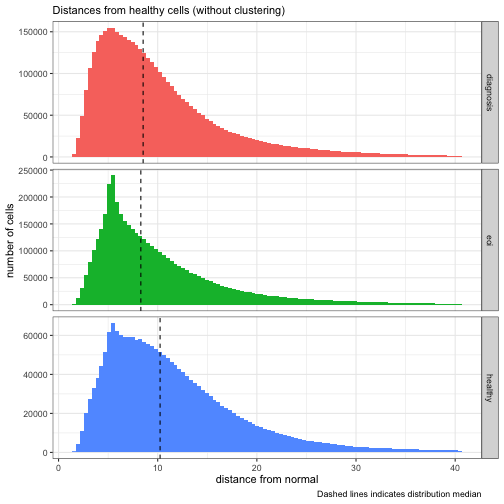 Distances from healthy cells (without clustering)
150000
100000
50000
0
diagnosis
250000
200000
150000
100000
50000
0
eoi
60000
40000
20000
0
healthy
number of cells
0 10 20 30 40
distance from normal
Dashed lines indicates distribution median